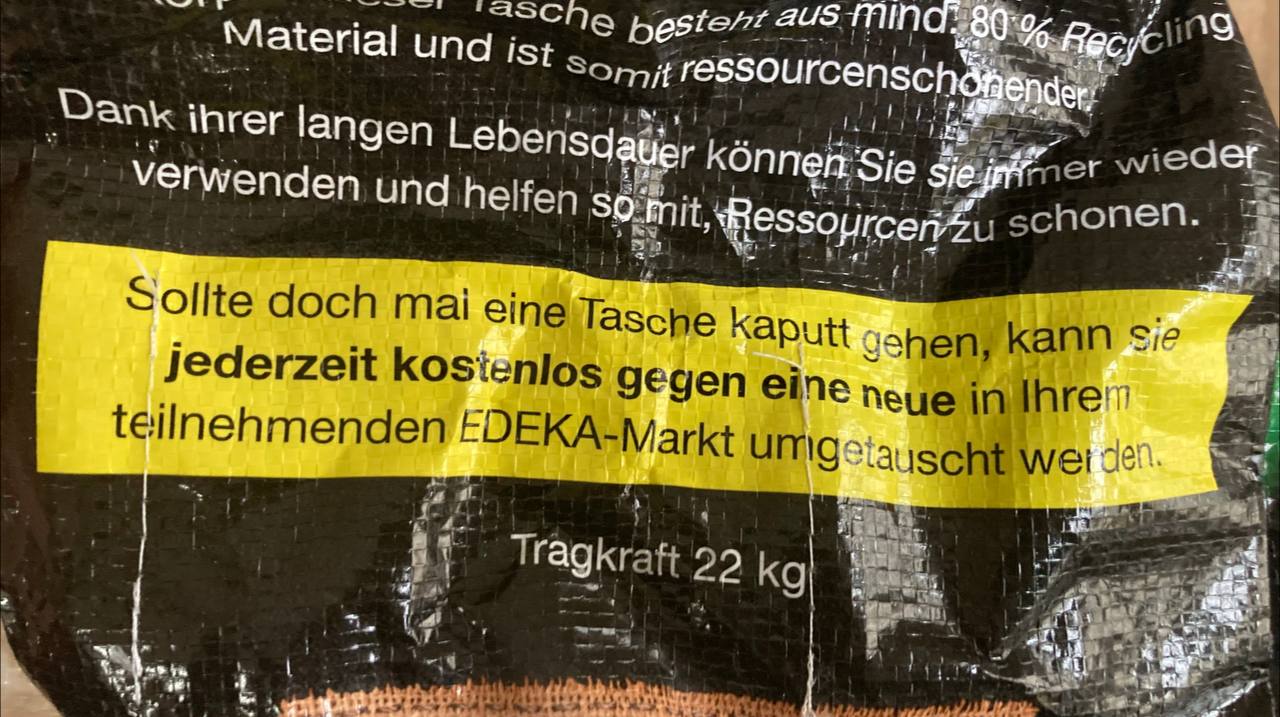 dieser Tasche besteht aus mind. 80 % Recycling
Material und ist somit ressourcenschonender
Dank ihrer langen Lebensdauer können Sie sie immer wieder
verwenden und helfen so mit, Ressourcen zu schonen.
Sollte doch mal eine Tasche kaputt gehen, kann sie
jederzeit kostenlos gegen eine neue in Ihrem
teilnehmenden EDEKA-Markt umgetauscht werden.
Tragkraft 22 kg